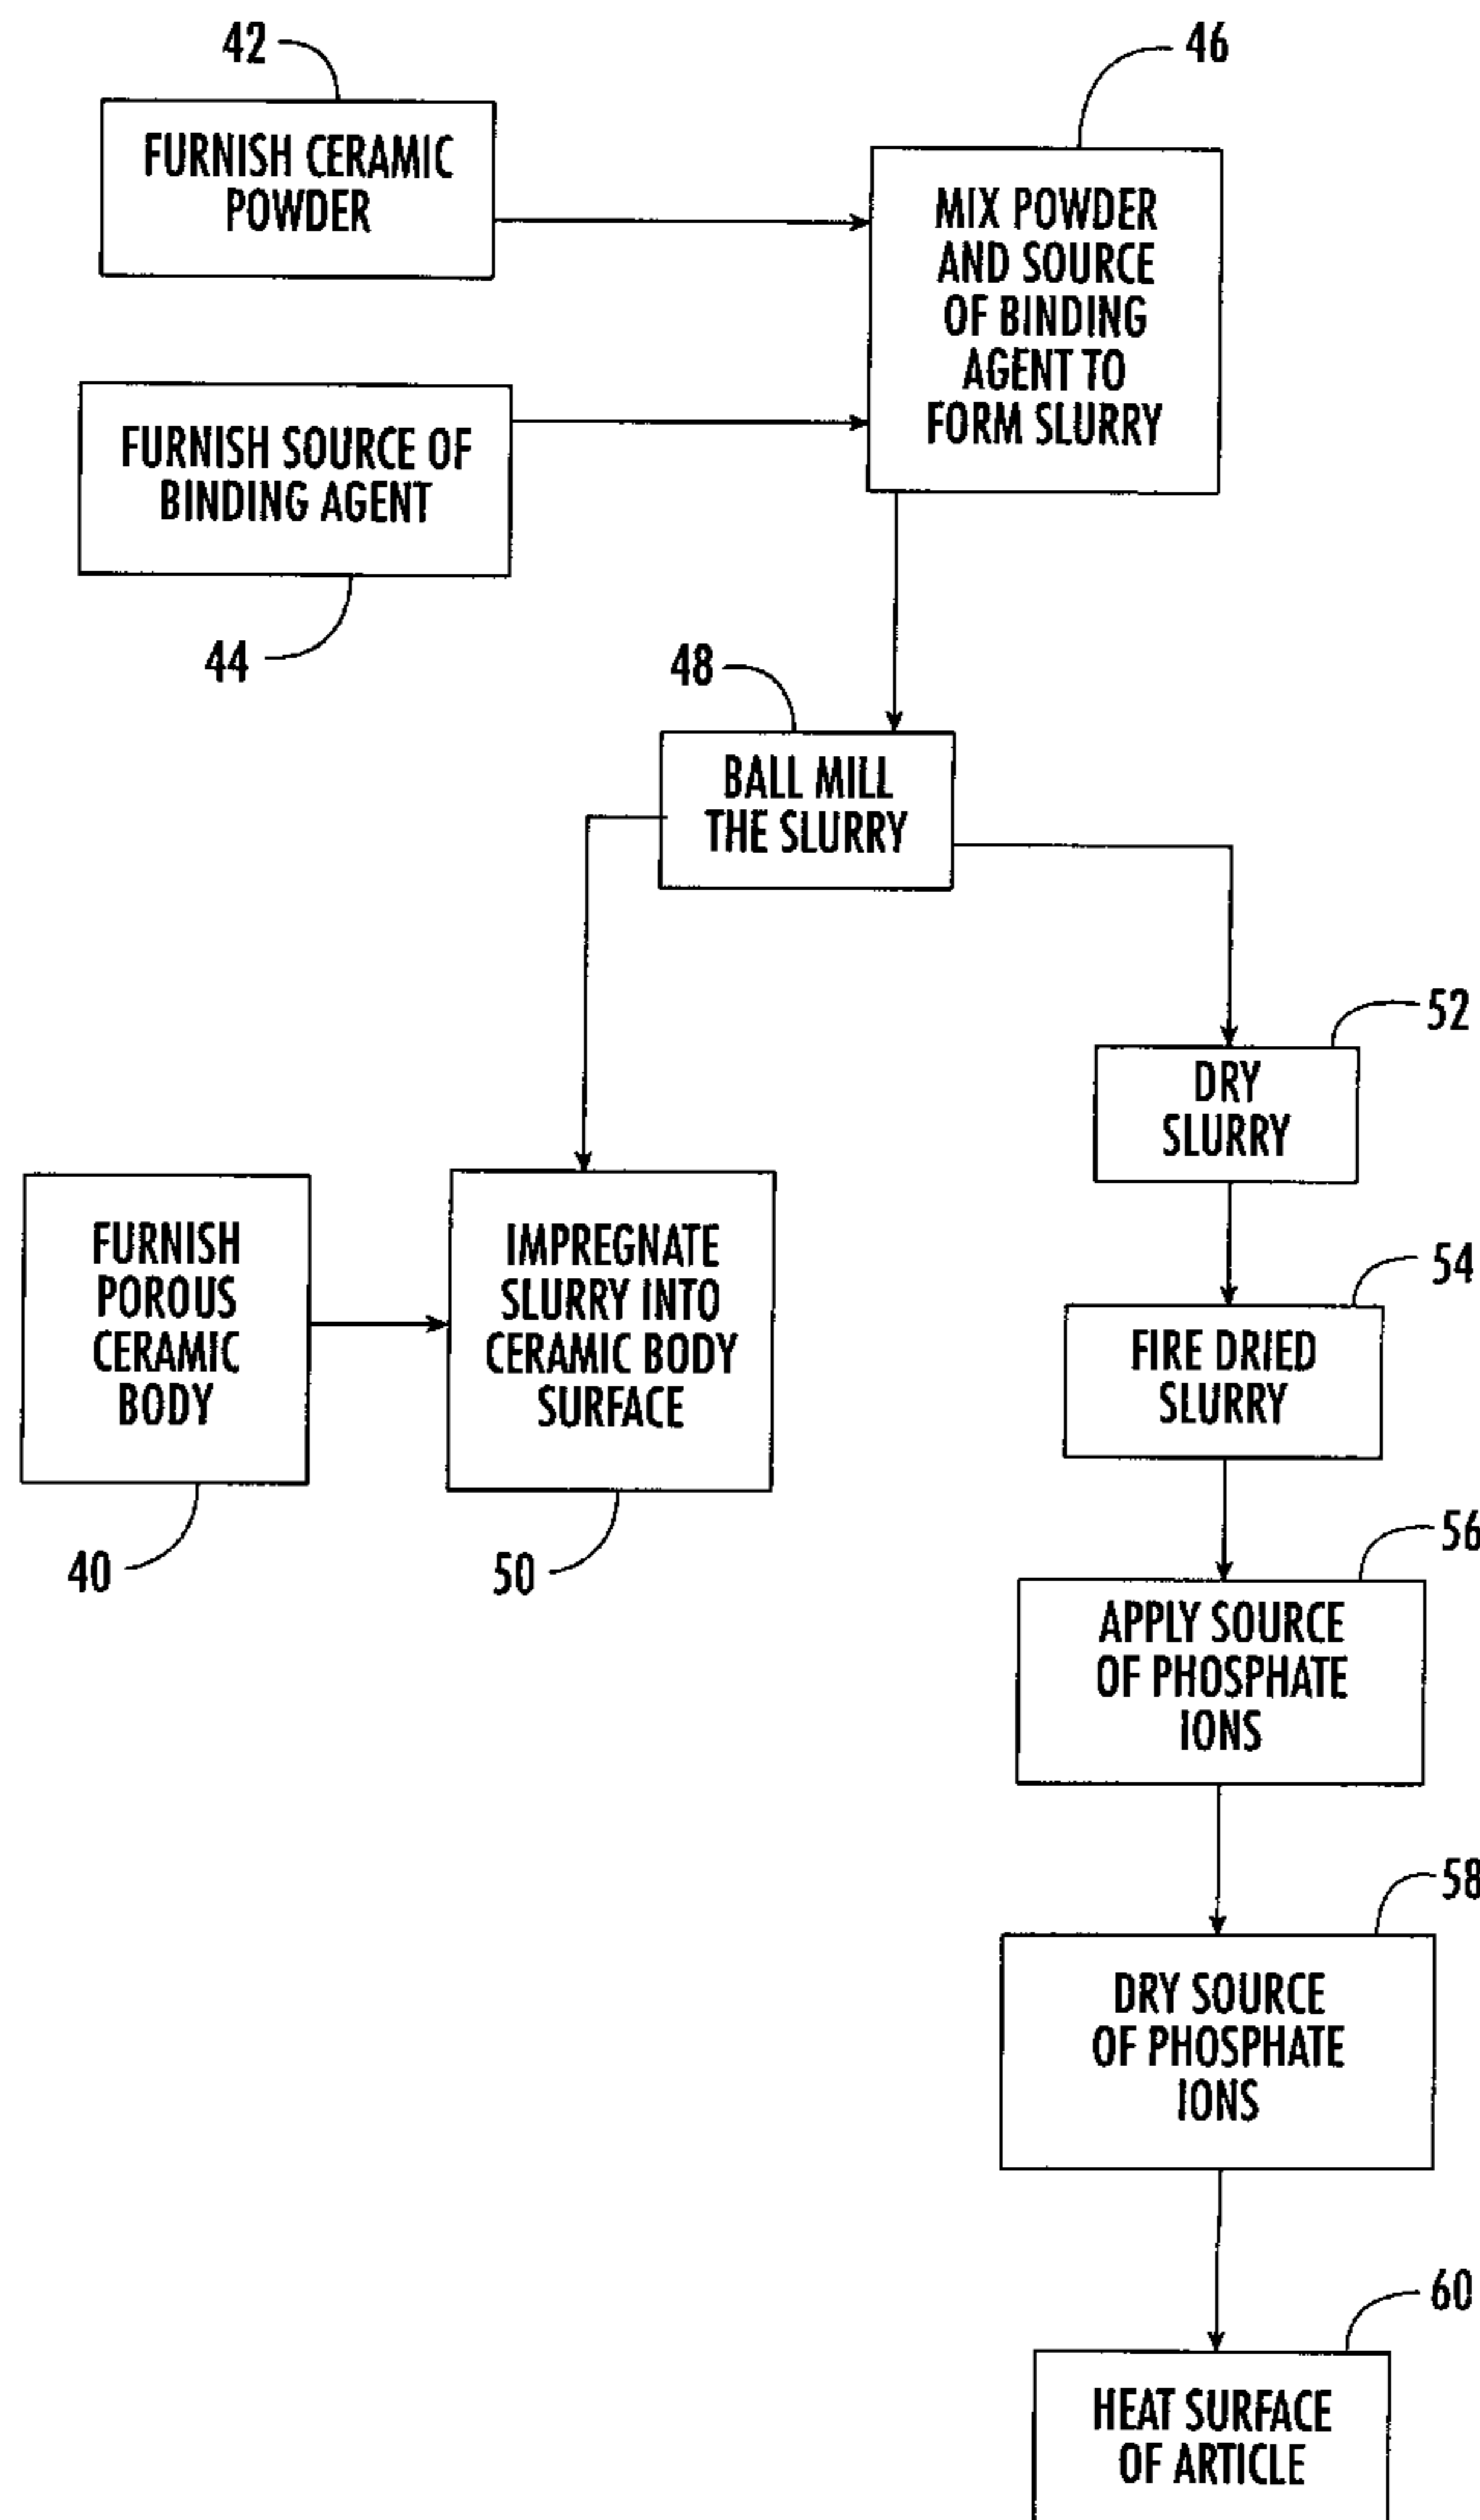 42
46
FURNISH CERAMIC
POWDER
MIX POWDER
AND SOURCE
OF BINDING
AGENT TO
FORM SLURRY
FURNISH SOURCE OF
BINDING AGENT
44
48
BALL MILL
THE SLURRY
52
DRY
SLURRY
FURNISH
POROUS
CERAMIC
BODY
IMPREGNATE
SLURRY INTO
CERAMIC BODY
SURFACE
54
FIRE DRIED
SLURRY
40
50
56
APPLY SOURCE
OF PHOSPHATE
IONS
58
DRY SOURCE
OF PHOSPHATE
IONS
60
HEAT SURFACE
OF ARTICLE